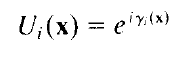 U_i(x) = e^{iγ_i(x)}